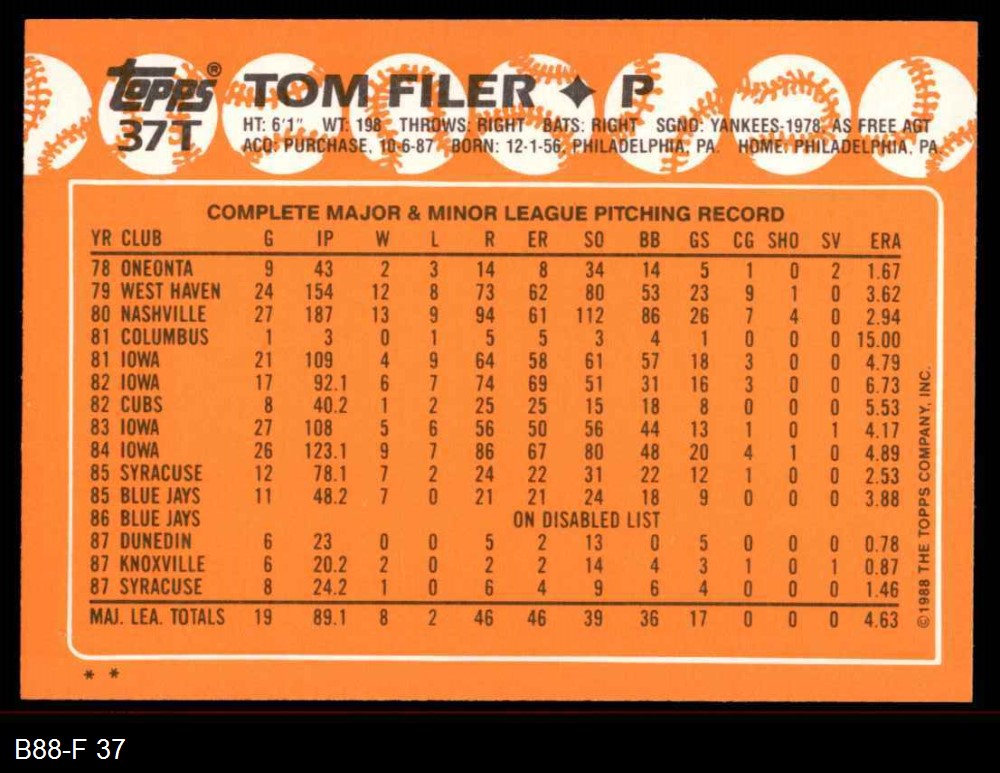 topps® TOM FILER ✦ P
37T HT: 6'1" WT: 198 THROWS: RIGHT BATS: RIGHT SGND: YANKEES-1978, AS FREE AGT
ACQ: PURCHASE, 10-6-87 BORN: 12-1-56, PHILADELPHIA, PA. HOME: PHILADELPHIA, PA.
COMPLETE MAJOR & MINOR LEAGUE PITCHING RECORD
YR CLUB G IP W L R ER SO BB GS CG SHO SV ERA
78 ONEONTA 9 43 2 3 14 8 34 14 5 1 0 2 1.67
79 WEST HAVEN 24 154 12 8 73 62 80 53 23 9 1 0 3.62
80 NASHVILLE 27 187 13 9 94 61 112 86 26 7 4 0 2.94
81 COLUMBUS 1 3 0 1 5 5 3 4 1 0 0 0 15.00
81 IOWA 21 109 4 9 64 58 61 57 18 3 0 0 4.79
82 IOWA 17 92.1 6 7 74 69 51 31 16 3 0 0 6.73
82 CUBS 8 40.2 1 2 25 25 15 18 8 0 0 0 5.53
83 IOWA 27 108 5 6 56 50 56 44 13 1 0 1 4.17
84 IOWA 26 123.1 9 7 86 67 80 48 20 4 1 0 4.89
85 SYRACUSE 12 78.1 7 2 24 22 31 22 12 1 0 0 2.53
85 BLUE JAYS 11 48.2 7 0 21 21 24 18 9 0 0 0 3.88
86 BLUE JAYS ON DISABLED LIST
87 DUNEDIN 6 23 0 0 5 2 13 0 5 0 0 0 0.78
87 KNOXVILLE 6 20.2 2 0 2 2 14 4 3 1 0 1 0.87
87 SYRACUSE 8 24.2 1 0 6 4 9 6 4 0 0 0 1.46
MAJ. LEA. TOTALS 19 89.1 8 2 46 46 39 36 17 0 0 0 4.63
©1988 THE TOPPS COMPANY, INC.
* *
B88-F 37